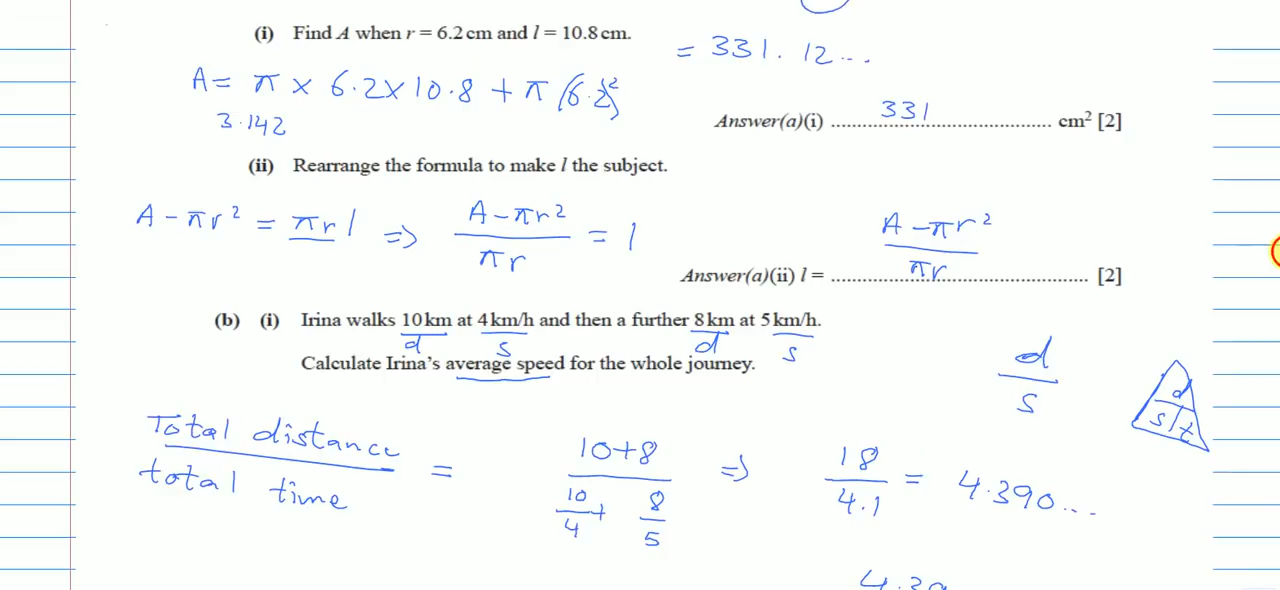 (i) Find A when r = 6.2 cm and l = 10.8 cm.
= 331.12...
A = π × 6.2 × 10.8 + π (6.2)²
3.142
Answer(a)(i) 331 cm² [2]
(ii) Rearrange the formula to make l the subject.
A - πr² = πrl ⇒ A - πr² / πr = l
Answer(a)(ii) l = A - πr² / πr [2]
(b) (i) Irina walks 10 km at 4 km/h and then a further 8 km at 5 km/h.
d s d s
Calculate Irina's average speed for the whole journey.
d / s
d
s t
Total distance / total time = 10+8 / 10/4 + 8/5 ⇒ 18 / 4.1 = 4.390...
4.39